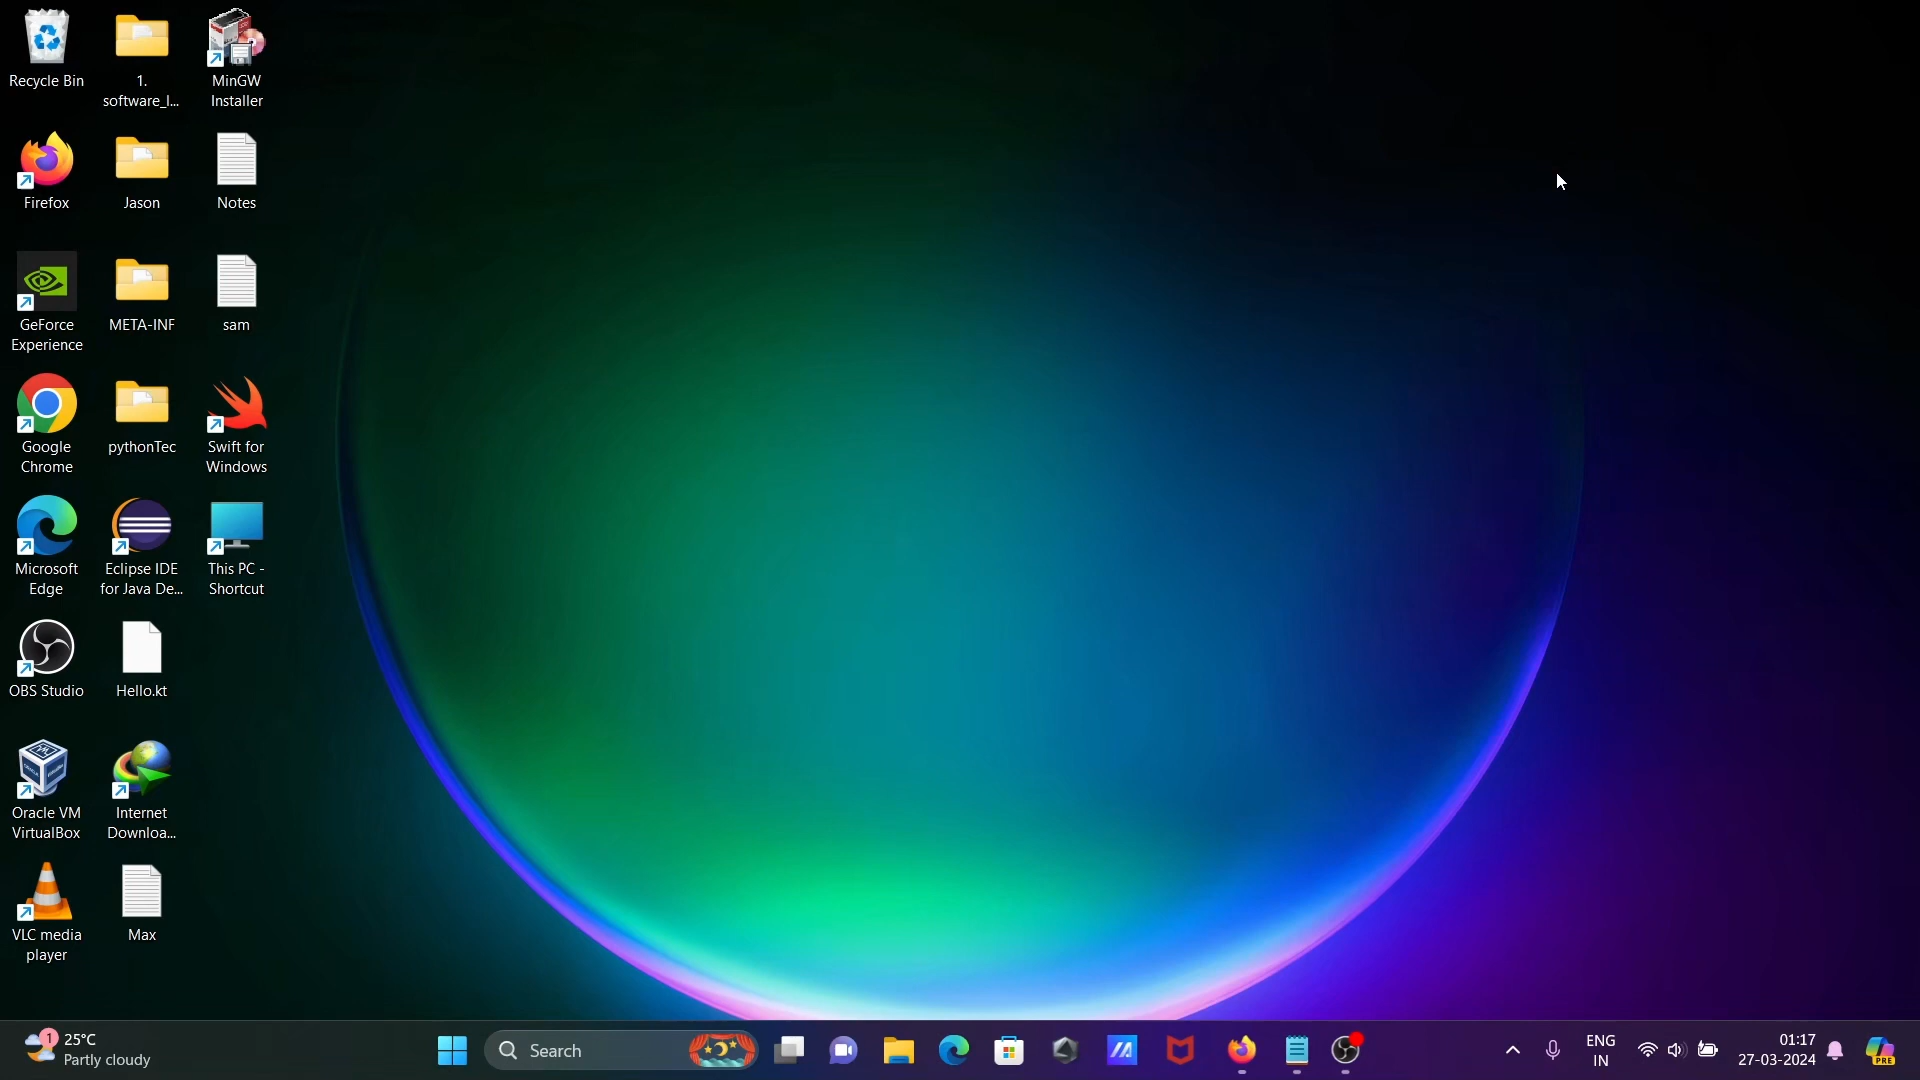 Recycle Bin
1.
software_l...
MinGW
Installer
Firefox
Jason
Notes
GeForce
Experience
META-INF
sam
Google
Chrome
pythonTec
Swift for
Windows
Microsoft
Edge
Eclipse IDE
for Java De...
This PC -
Shortcut
OBS Studio
Hello.kt
Oracle VM
VirtualBox
Internet
Downloa...
VLC media
player
Max
1
25°C
Partly cloudy
Search
ENG
IN
01:17
27-03-2024
PRE